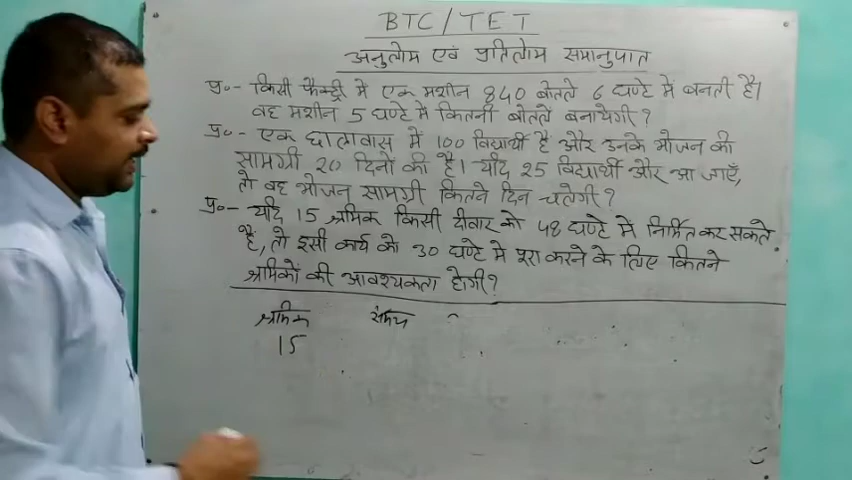 BTC/TET
अनुलोम एवं प्रतिलोम समानुपात
प्र०- किसी फैक्ट्री में एक मशीन 840 बोतले 6 घण्टे में बनती है।
वह मशीन 5 घण्टे में कितनी बोतले बनायेगी?
प्र०- एक छात्रावास में 100 विद्यार्थी हैं और उनके भोजन की
सामग्री 20 दिनों की है। यदि 25 विद्यार्थी और आ जाएँ,
तो वह भोजन सामग्री कितने दिन चलेगी?
प्र०- यदि 15 श्रमिक किसी दीवार को 48 घण्टे में निर्मित कर सकते
है, तो इसी कार्य को 30 घण्टे मे पूरा करने के लिए कितने
श्रमिकों की आवश्यकता होगी?
श्रमिक समय
15